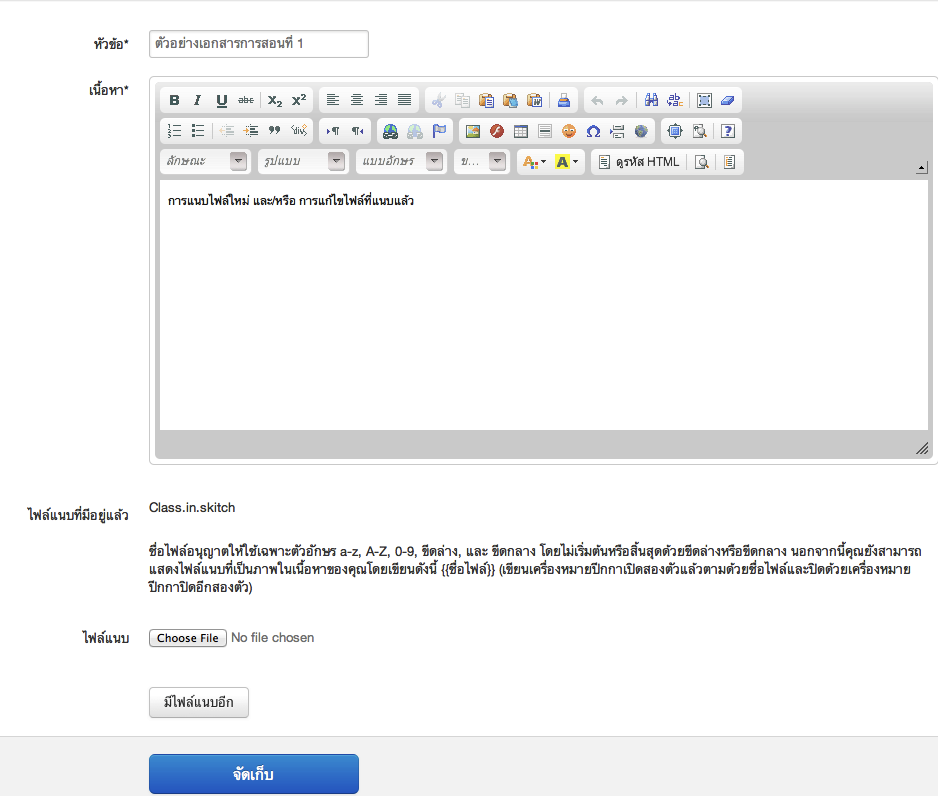 หัวข้อ* ตัวอย่างเอกสารการสอนที่ 1
เนื้อหา*
B I U abc X₂ X²
ลักษณะ รูปแบบ แบบอักษร ข... A A ดูรหัส HTML
การแนบไฟล์ใหม่ และ/หรือ การแก้ไขไฟล์ที่แนบแล้ว
ไฟล์แนบที่มีอยู่แล้ว Class.in.skitch
ชื่อไฟล์อนุญาตให้ใช้เฉพาะตัวอักษร a-z, A-Z, 0-9, ขีดล่าง, และ ขีดกลาง โดยไม่เริ่มต้นหรือสิ้นสุดด้วยขีดล่างหรือขีดกลาง นอกจากนี้คุณยังสามารถ
แสดงไฟล์แนบที่เป็นภาพในเนื้อหาของคุณโดยเขียนดังนี้ {{ชื่อไฟล์}} (เขียนเครื่องหมายปีกกาเปิดสองตัวแล้วตามด้วยชื่อไฟล์และปิดด้วยเครื่องหมาย
ปีกกาปิดอีกสองตัว)
ไฟล์แนบ Choose File No file chosen
มีไฟล์แนบอีก
จัดเก็บ